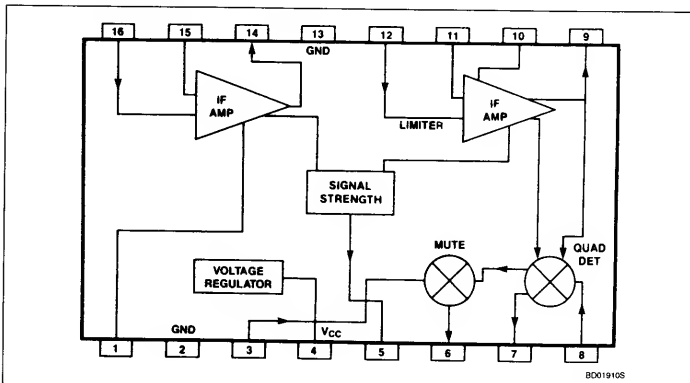 16 15 14 13 12 11 10 9
GND
IF
AMP
LIMITER
IF
AMP
SIGNAL
STRENGTH
MUTE
QUAD
DET
VOLTAGE
REGULATOR
GND
VCC
1 2 3 4 5 6 7 8
BD01910S